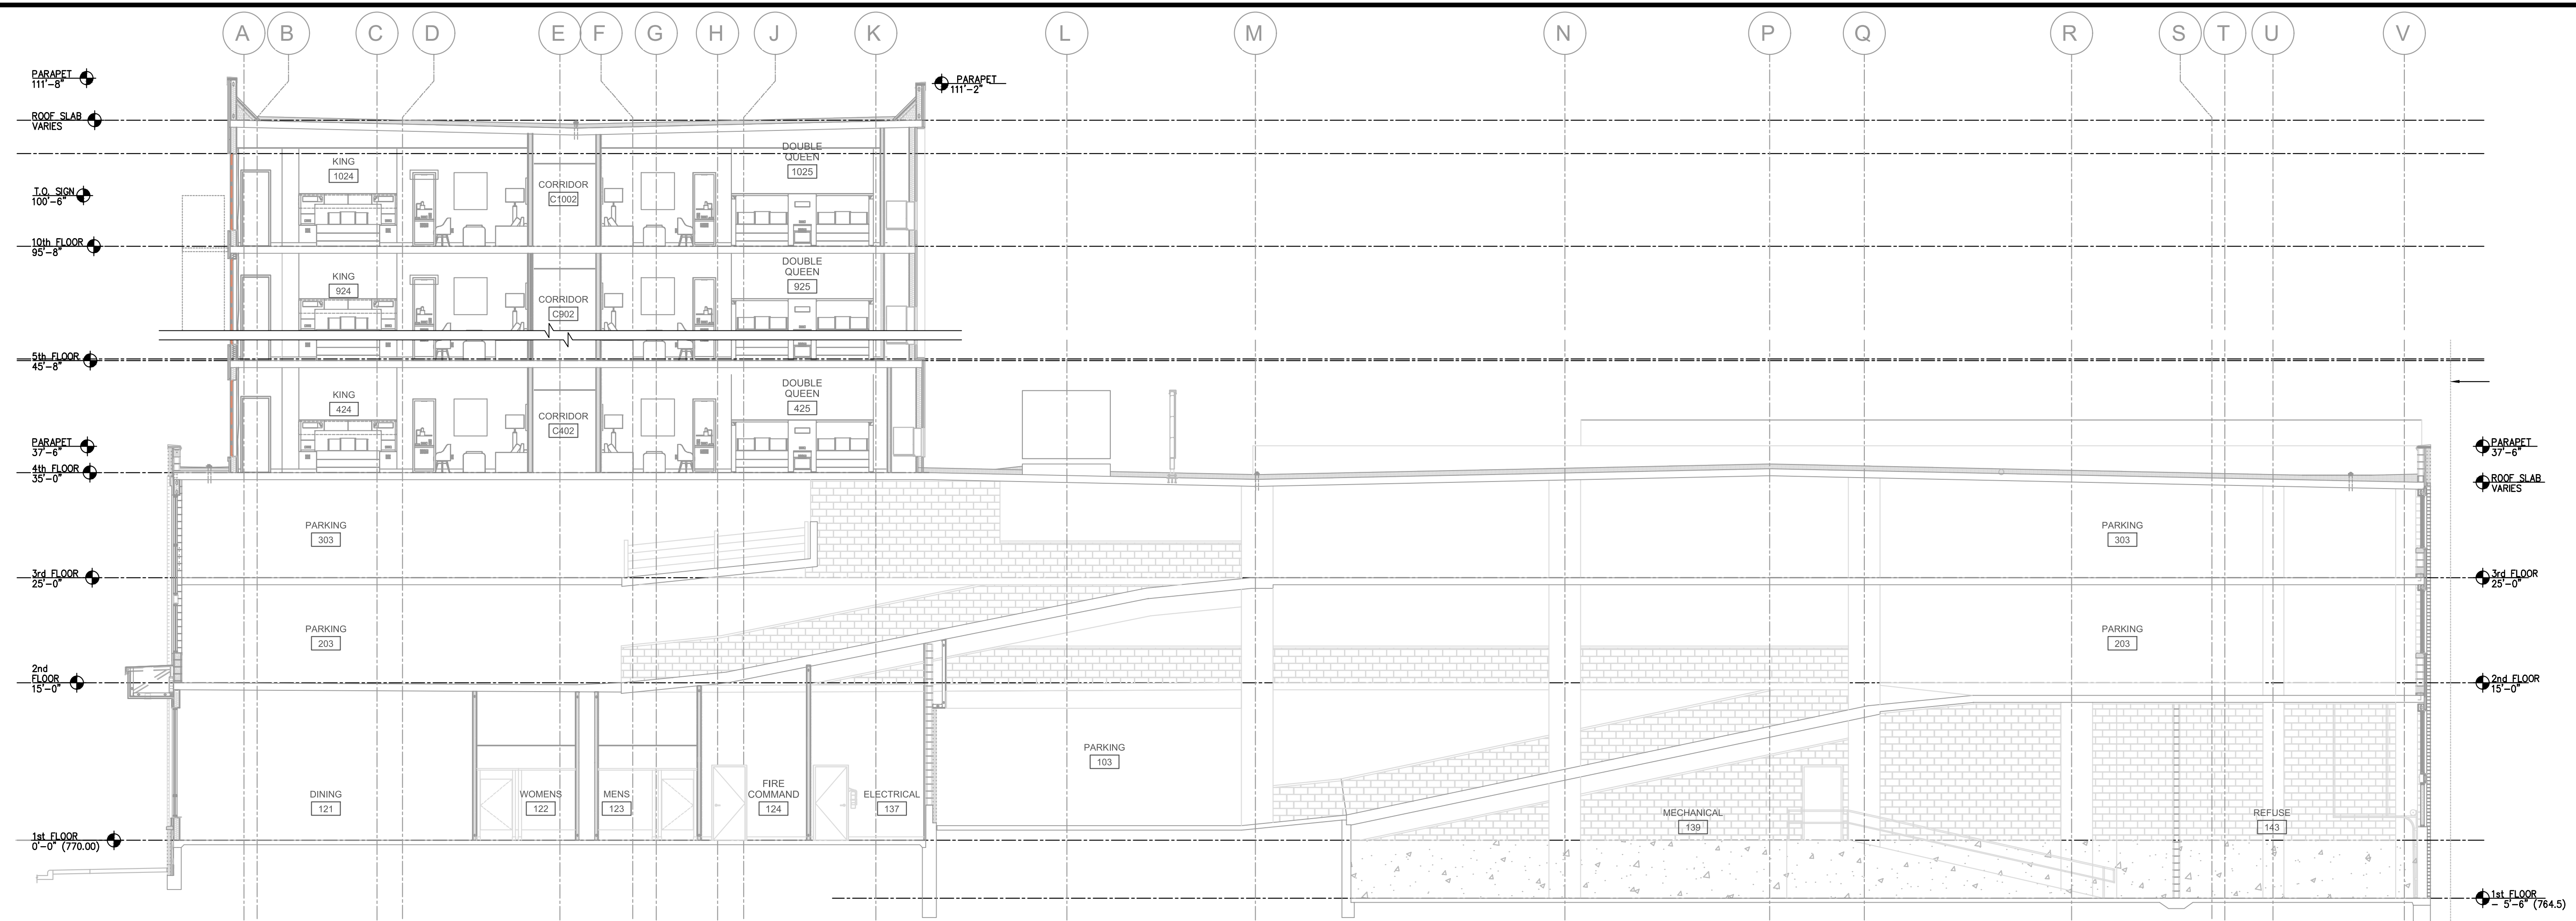 A B C D E F G H J K L M N P Q R S T U V
PARAPET
111'-8"
PARAPET
111'-2"
ROOF SLAB
VARIES
KING
1024
CORRIDOR
C1002
DOUBLE
QUEEN
1025
T.O. SIGN
100'-6"
10th FLOOR
95'-8"
KING
924
CORRIDOR
C902
DOUBLE
QUEEN
925
5th FLOOR
45'-8"
KING
424
CORRIDOR
C402
DOUBLE
QUEEN
425
PARAPET
37'-6"
PARAPET
37'-6"
4th FLOOR
35'-0"
ROOF SLAB
VARIES
PARKING
303
PARKING
303
3rd FLOOR
25'-0"
3rd FLOOR
25'-0"
PARKING
203
PARKING
203
2nd
FLOOR
15'-0"
2nd FLOOR
15'-0"
PARKING
103
DINING
121
WOMENS
122
MENS
123
FIRE
COMMAND
124
ELECTRICAL
137
MECHANICAL
139
REFUSE
143
1st FLOOR
0'-0" (770.00)
1st FLOOR
- 5'-6" (764.5)